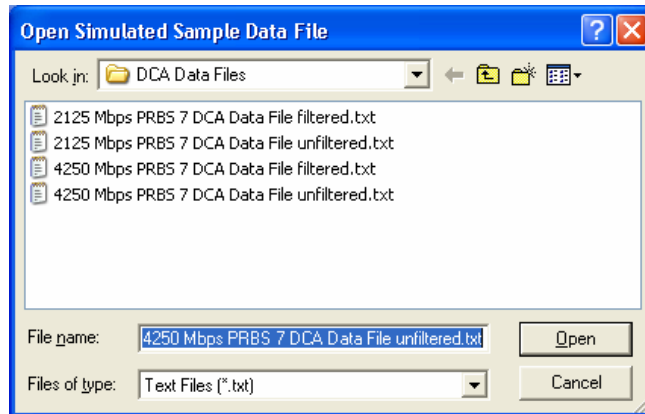 Open Simulated Sample Data File
Look in: DCA Data Files
2125 Mbps PRBS 7 DCA Data File filtered.txt
2125 Mbps PRBS 7 DCA Data File unfiltered.txt
4250 Mbps PRBS 7 DCA Data File filtered.txt
4250 Mbps PRBS 7 DCA Data File unfiltered.txt
File name: 4250 Mbps PRBS 7 DCA Data File unfiltered.txt Open
Files of type: Text Files (*.txt) Cancel